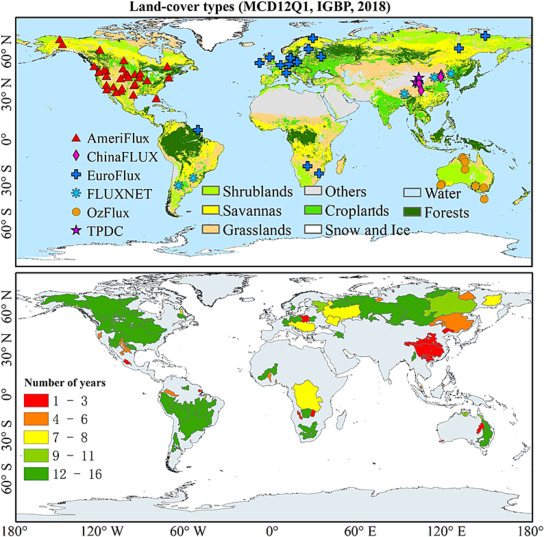 Land-cover types (MCD12Q1, IGBP, 2018)
60°N
30°N
0°
30°S
60°S
AmeriFlux
ChinaFLUX
EuroFlux
FLUXNET
OzFlux
TPDC
Shrublands
Others
Water
Savannas
Croplands
Forests
Grasslands
Snow and Ice
60°N
30°N
0°
30°S
60°S
Number of years
1 - 3
4 - 6
7 - 8
9 - 11
12 - 16
180° 120°W 60°W 0° 60°E 120°E 180°